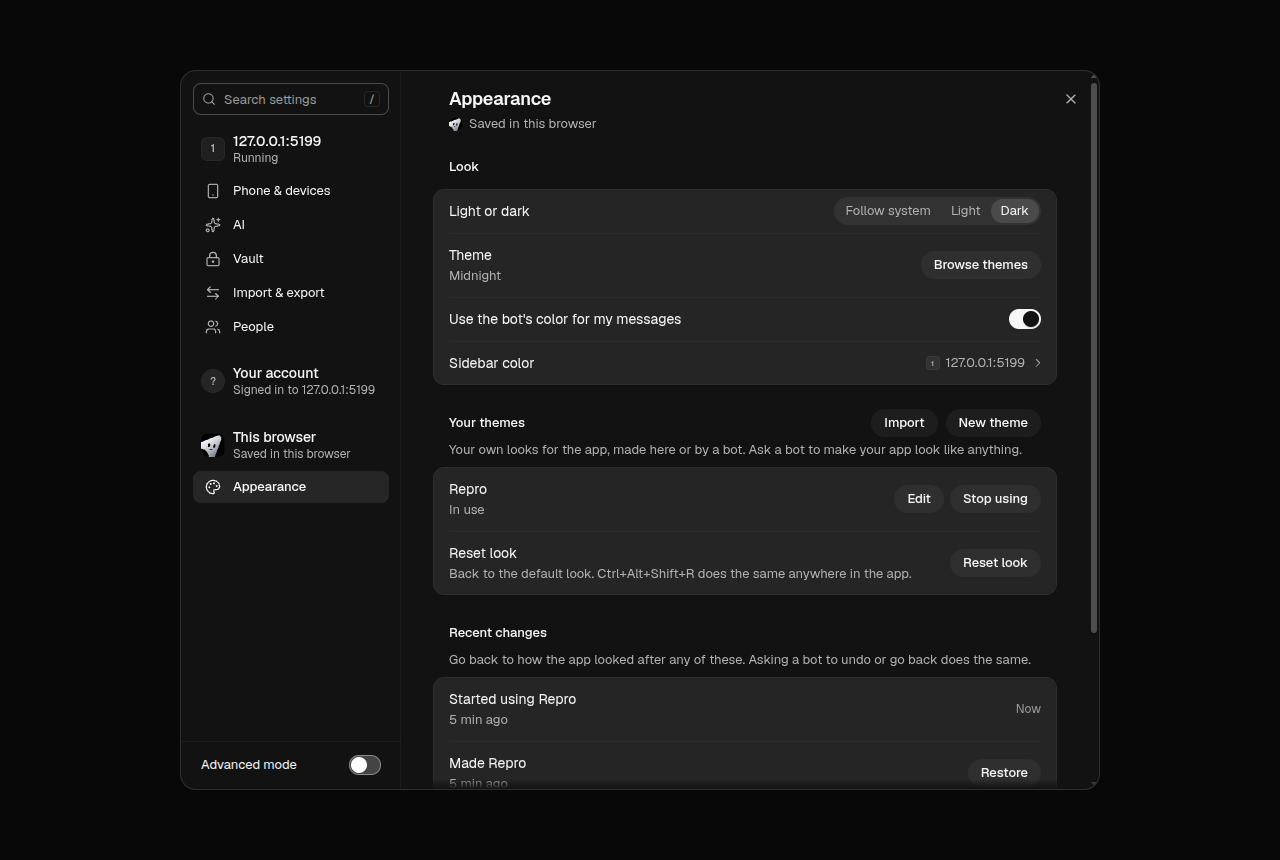 Search settings /
1 127.0.0.1:5199
Running
Phone & devices
AI
Vault
Import & export
People
? Your account
Signed in to 127.0.0.1:5199
This browser
Saved in this browser
Appearance
Advanced mode
Appearance
Saved in this browser
Look
Light or dark Follow system Light Dark
Theme
Midnight
Browse themes
Use the bot's color for my messages
Sidebar color 1 127.0.0.1:5199
Your themes Import New theme
Your own looks for the app, made here or by a bot. Ask a bot to make your app look like anything.
Repro
In use
Edit Stop using
Reset look
Back to the default look. Ctrl+Alt+Shift+R does the same anywhere in the app.
Reset look
Recent changes
Go back to how the app looked after any of these. Asking a bot to undo or go back does the same.
Started using Repro
5 min ago
Now
Made Repro
5 min ago
Restore